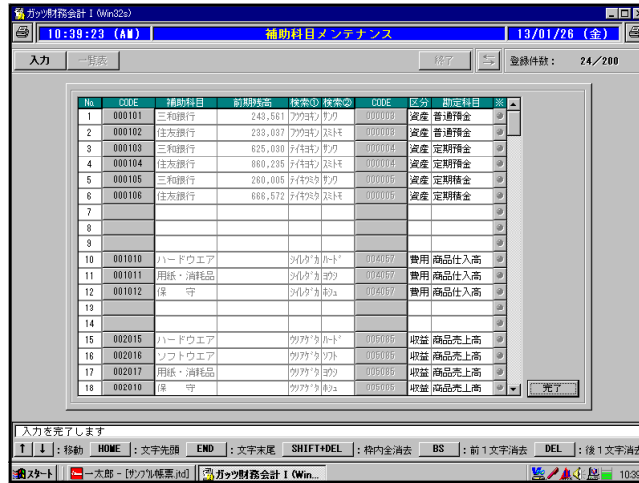 ガッツ財務会計Ⅰ (Win32s)
10:39:23 (AM) 補助科目メンテナンス 13/01/26 (金)
入力 一覧表 終了 登録件数： 24／200
No. CODE 補助科目 前期残高 検索① 検索② CODE 区分 勘定科目 ※
1 000101 三和銀行 243,561 フツウヨキン サンワ 000003 資産 普通預金
2 000102 住友銀行 233,037 フツウヨキン スミトモ 000003 資産 普通預金
3 000103 三和銀行 625,030 テイキヨキン サンワ 000004 資産 定期預金
4 000104 住友銀行 860,235 テイキヨキン スミトモ 000004 資産 定期預金
5 000105 三和銀行 260,005 テイキツミキ サンワ 000005 資産 定期積金
6 000106 住友銀行 666,572 テイキツミキ スミトモ 000005 資産 定期積金
7
8
9
10 001010 ハードウエア シイレダカ ハード 004057 費用 商品仕入高
11 001011 用紙・消耗品 シイレダカ ヨウシ 004057 費用 商品仕入高
12 001012 保　守 シイレダカ ホシュ 004057 費用 商品仕入高
13
14
15 002015 ハードウエア ウリアゲダカ ハード 005085 収益 商品売上高
16 002016 ソフトウエア ウリアゲダカ ソフト 005085 収益 商品売上高
17 002017 用紙・消耗品 ウリアゲダカ ヨウシ 005085 収益 商品売上高
18 002018 保　守 ウリアゲダカ ホシュ 005085 収益 商品売上高
完了
入力を完了します
↑ ↓ ：移動 HOME ：文字先頭 END ：文字末尾 SHIFT+DEL ：枠内全消去 BS ：前１文字消去 DEL ：後１文字消去
スタート 一太郎 - [サンプル帳票.jtd] ガッツ財務会計Ⅰ (Win... 10:39